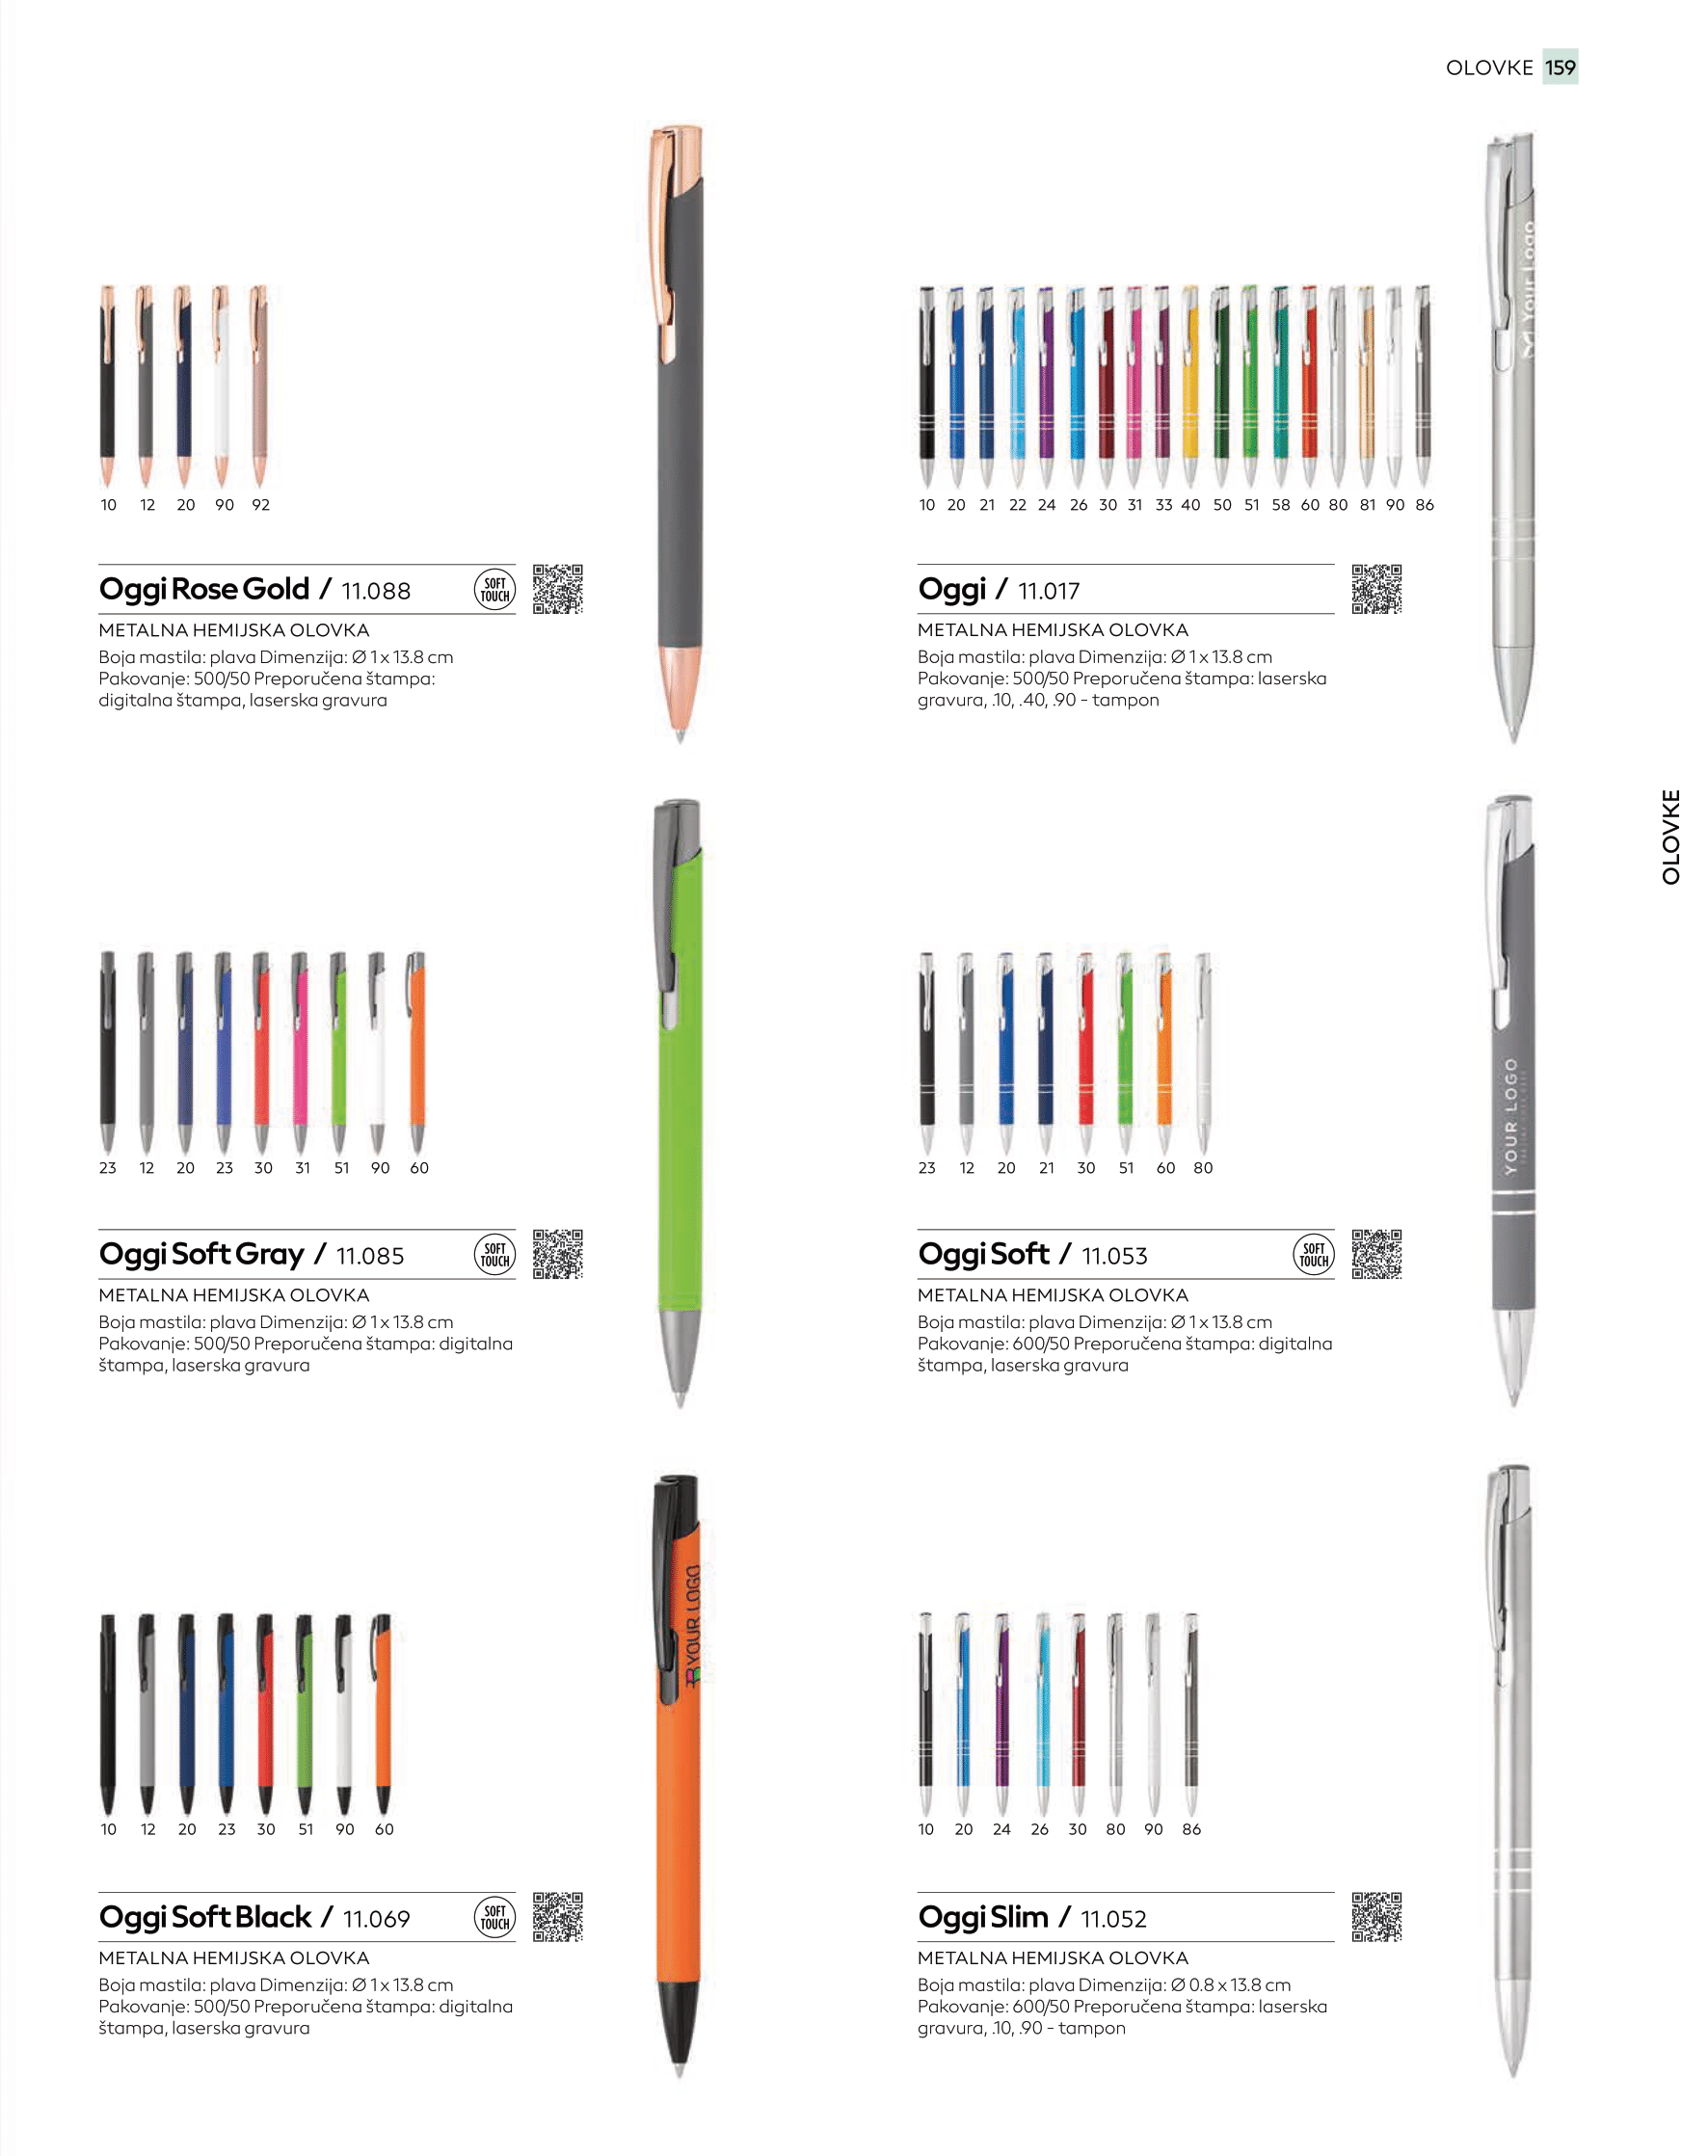 OLOVKE 159
10 12 20 90 92
Oggi Rose Gold / 11.088
SOFT
TOUCH
METALNA HEMIJSKA OLOVKA
Boja mastila: plava Dimenzija: Ø 1 x 13.8 cm
Pakovanje: 500/50 Preporučena štampa:
digitalna štampa, laserska gravura
Your Logo
10 20 21 22 24 26 30 31 33 40 50 51 58 60 80 81 90 86
Oggi / 11.017
METALNA HEMIJSKA OLOVKA
Boja mastila: plava Dimenzija: Ø 1 x 13.8 cm
Pakovanje: 500/50 Preporučena štampa: laserska
gravura, .10, .40, .90 - tampon
OLOVKE
23 12 20 23 30 31 51 90 60
Oggi Soft Gray / 11.085
SOFT
TOUCH
METALNA HEMIJSKA OLOVKA
Boja mastila: plava Dimenzija: Ø 1 x 13.8 cm
Pakovanje: 500/50 Preporučena štampa: digitalna
štampa, laserska gravura
YOUR LOGO
23 12 20 21 30 51 60 80
Oggi Soft / 11.053
SOFT
TOUCH
METALNA HEMIJSKA OLOVKA
Boja mastila: plava Dimenzija: Ø 1 x 13.8 cm
Pakovanje: 600/50 Preporučena štampa: digitalna
štampa, laserska gravura
YOUR LOGO
10 12 20 23 30 51 90 60
Oggi Soft Black / 11.069
SOFT
TOUCH
METALNA HEMIJSKA OLOVKA
Boja mastila: plava Dimenzija: Ø 1 x 13.8 cm
Pakovanje: 500/50 Preporučena štampa: digitalna
štampa, laserska gravura
10 20 24 26 30 80 90 86
Oggi Slim / 11.052
METALNA HEMIJSKA OLOVKA
Boja mastila: plava Dimenzija: Ø 0.8 x 13.8 cm
Pakovanje: 600/50 Preporučena štampa: laserska
gravura, .10, .90 - tampon